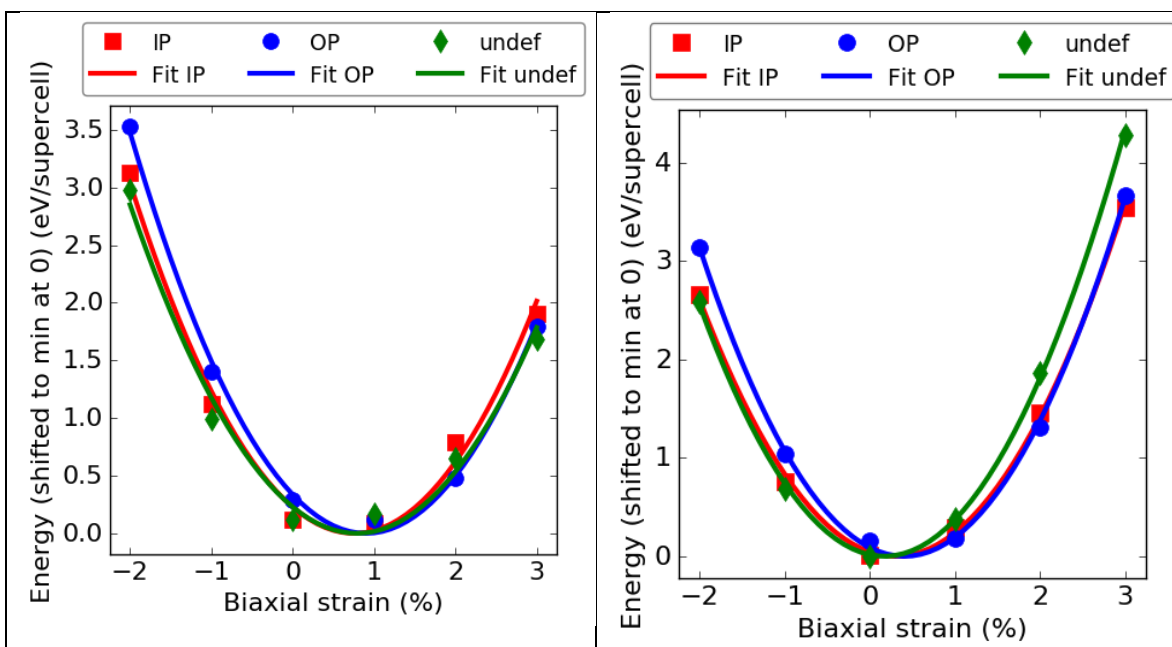 IP OP undef
Fit IP Fit OP Fit undef
Energy (shifted to min at 0) (eV/supercell)
3.5
3.0
2.5
2.0
1.5
1.0
0.5
0.0
−2 −1 0 1 2 3
Biaxial strain (%)
IP OP undef
Fit IP Fit OP Fit undef
Energy (shifted to min at 0) (eV/supercell)
4
3
2
1
0
−2 −1 0 1 2 3
Biaxial strain (%)